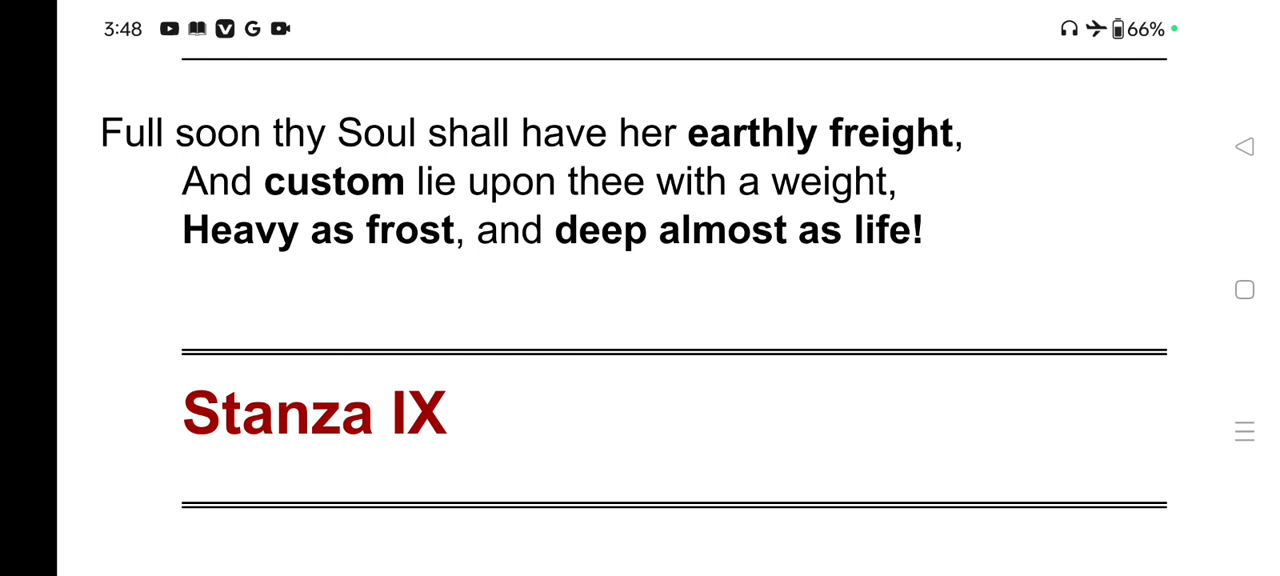 3:48
66%
Full soon thy Soul shall have her earthly freight,
And custom lie upon thee with a weight,
Heavy as frost, and deep almost as life!
Stanza IX